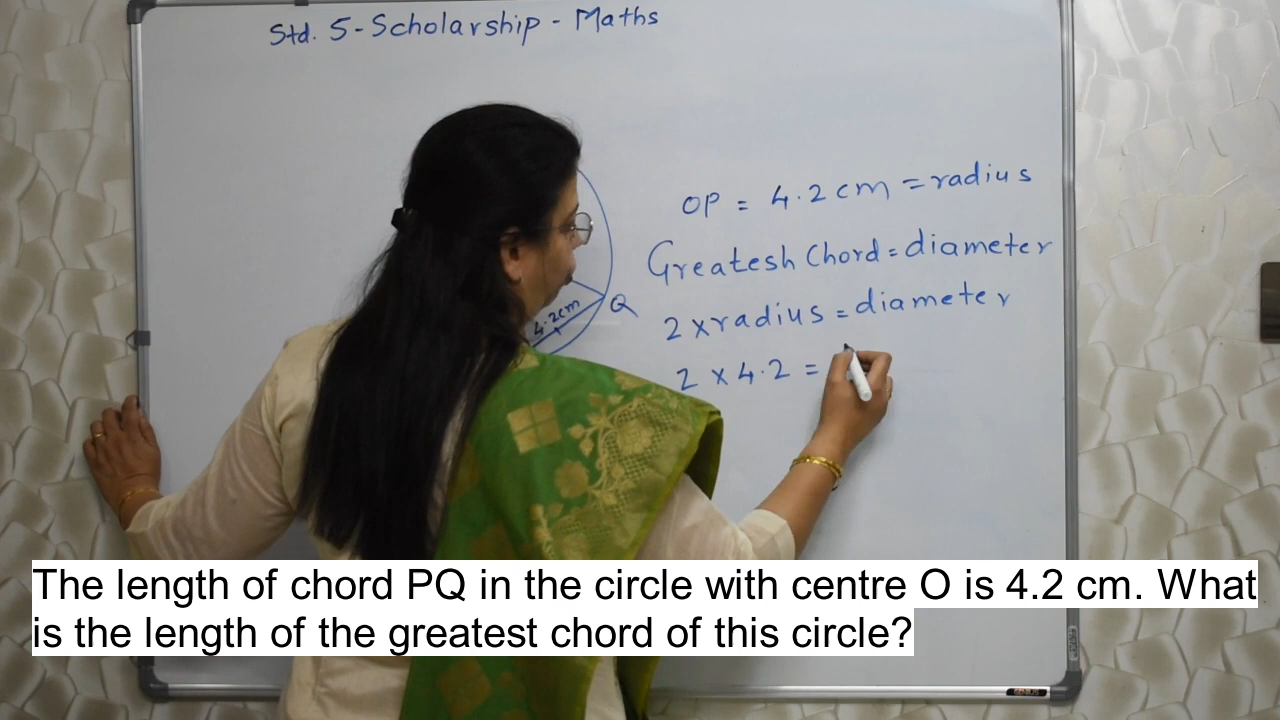 Std. 5 - Scholarship - Maths
OP = 4.2 cm = radius
Greatesh Chord = diameter
2 x radius = diameter
2 x 4.2 =
4.2cm
Q
The length of chord PQ in the circle with centre O is 4.2 cm. What
is the length of the greatest chord of this circle?